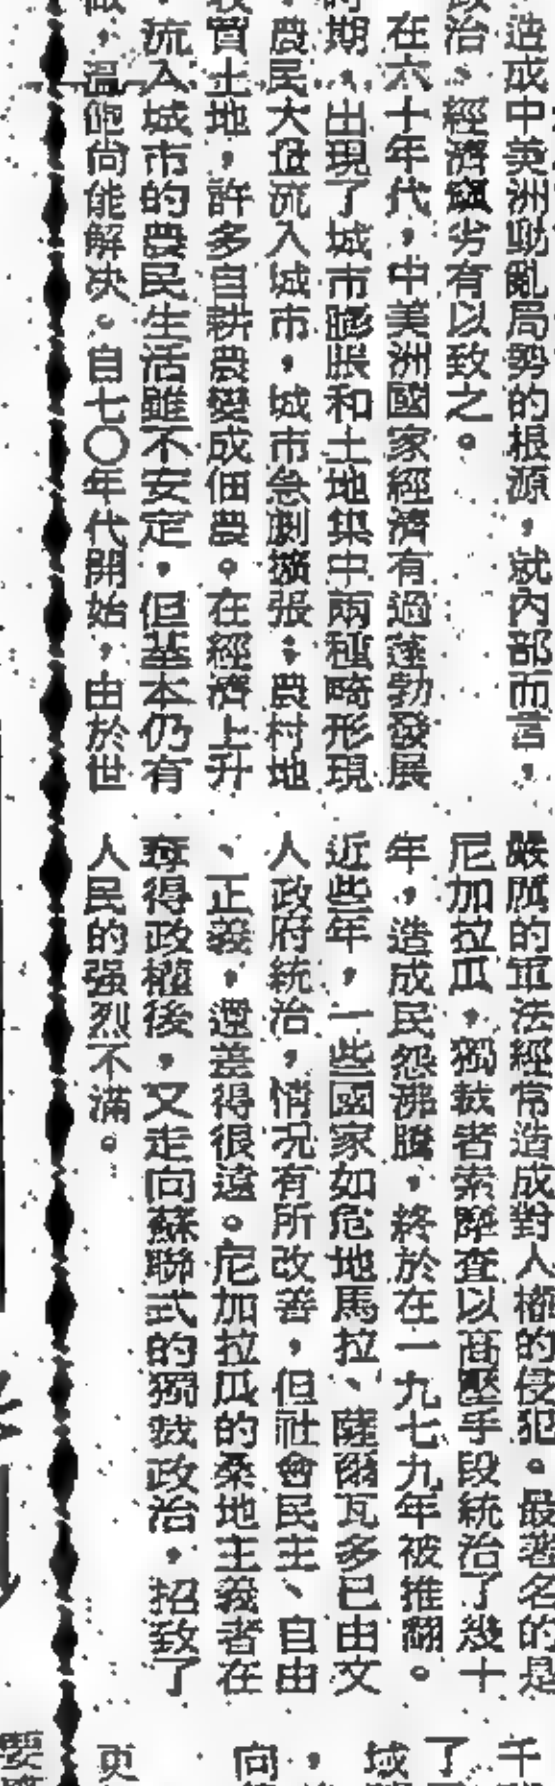 造成中美洲動亂局勢的根源，就內部而言，
政治、經濟窳劣有以致之。
在六十年代，中美洲國家經濟有過蓬勃發展
時期，出現了城市膨脹和土地集中兩種畸形現
，農民大量流入城市，城市急劇擴張；農村地
買土地，許多自耕農變成佃農。在經濟上升
，流入城市的農民生活雖不安定，但基本仍有
做，溫飽尚能解決。自七〇年代開始，由於世
嚴厲的軍法經常造成對人權的侵犯。最著名的是
尼加拉瓜，獨裁者索摩查以高壓手段統治了幾十
年，造成民怨沸騰，終於在一九七九年被推翻。
近些年，一些國家如危地馬拉、薩爾瓦多已由文
人政府統治，情況有所改善，但社會民主、自由
、正義，還差得很遠。尼加拉瓜的桑地主義者在
奪得政權後，又走向蘇聯式的獨裁政治，招致了
人民的强烈不滿。
千
了
域
，
向
更
要